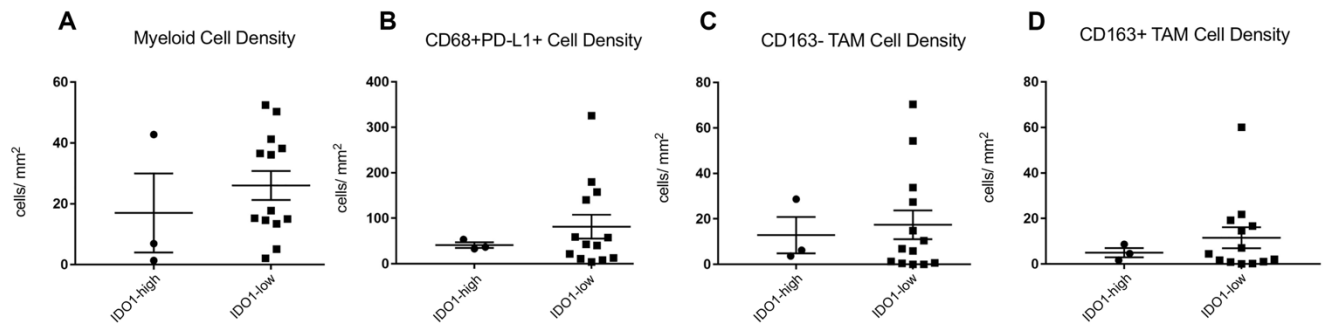 A
Myeloid Cell Density
cells/ mm2
60
40
20
0
IDO1-high
IDO1-low
B
CD68+PD-L1+ Cell Density
cells/ mm2
400
300
200
100
0
IDO1-high
IDO1-low
C
CD163- TAM Cell Density
cells/ mm2
80
60
40
20
0
IDO1-high
IDO1-low
D
CD163+ TAM Cell Density
cells/ mm2
80
60
40
20
0
IDO1-high
IDO1-low